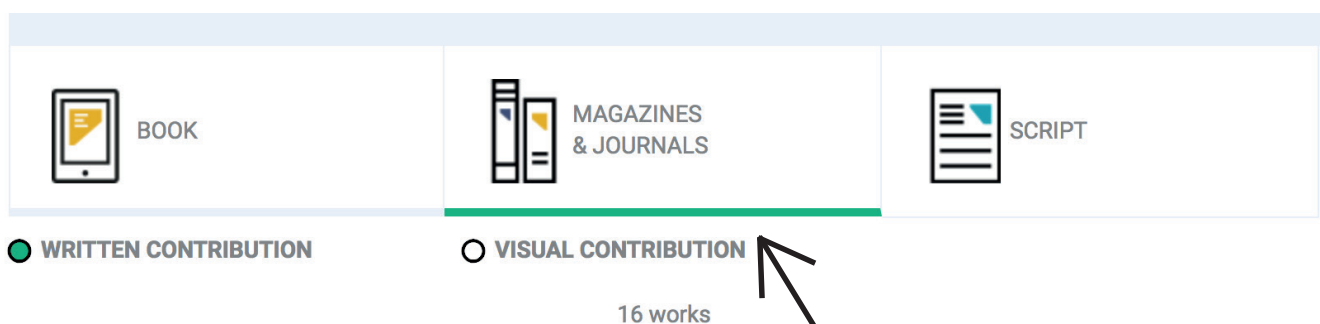 BOOK
MAGAZINES
& JOURNALS
SCRIPT
WRITTEN CONTRIBUTION
VISUAL CONTRIBUTION
16 works